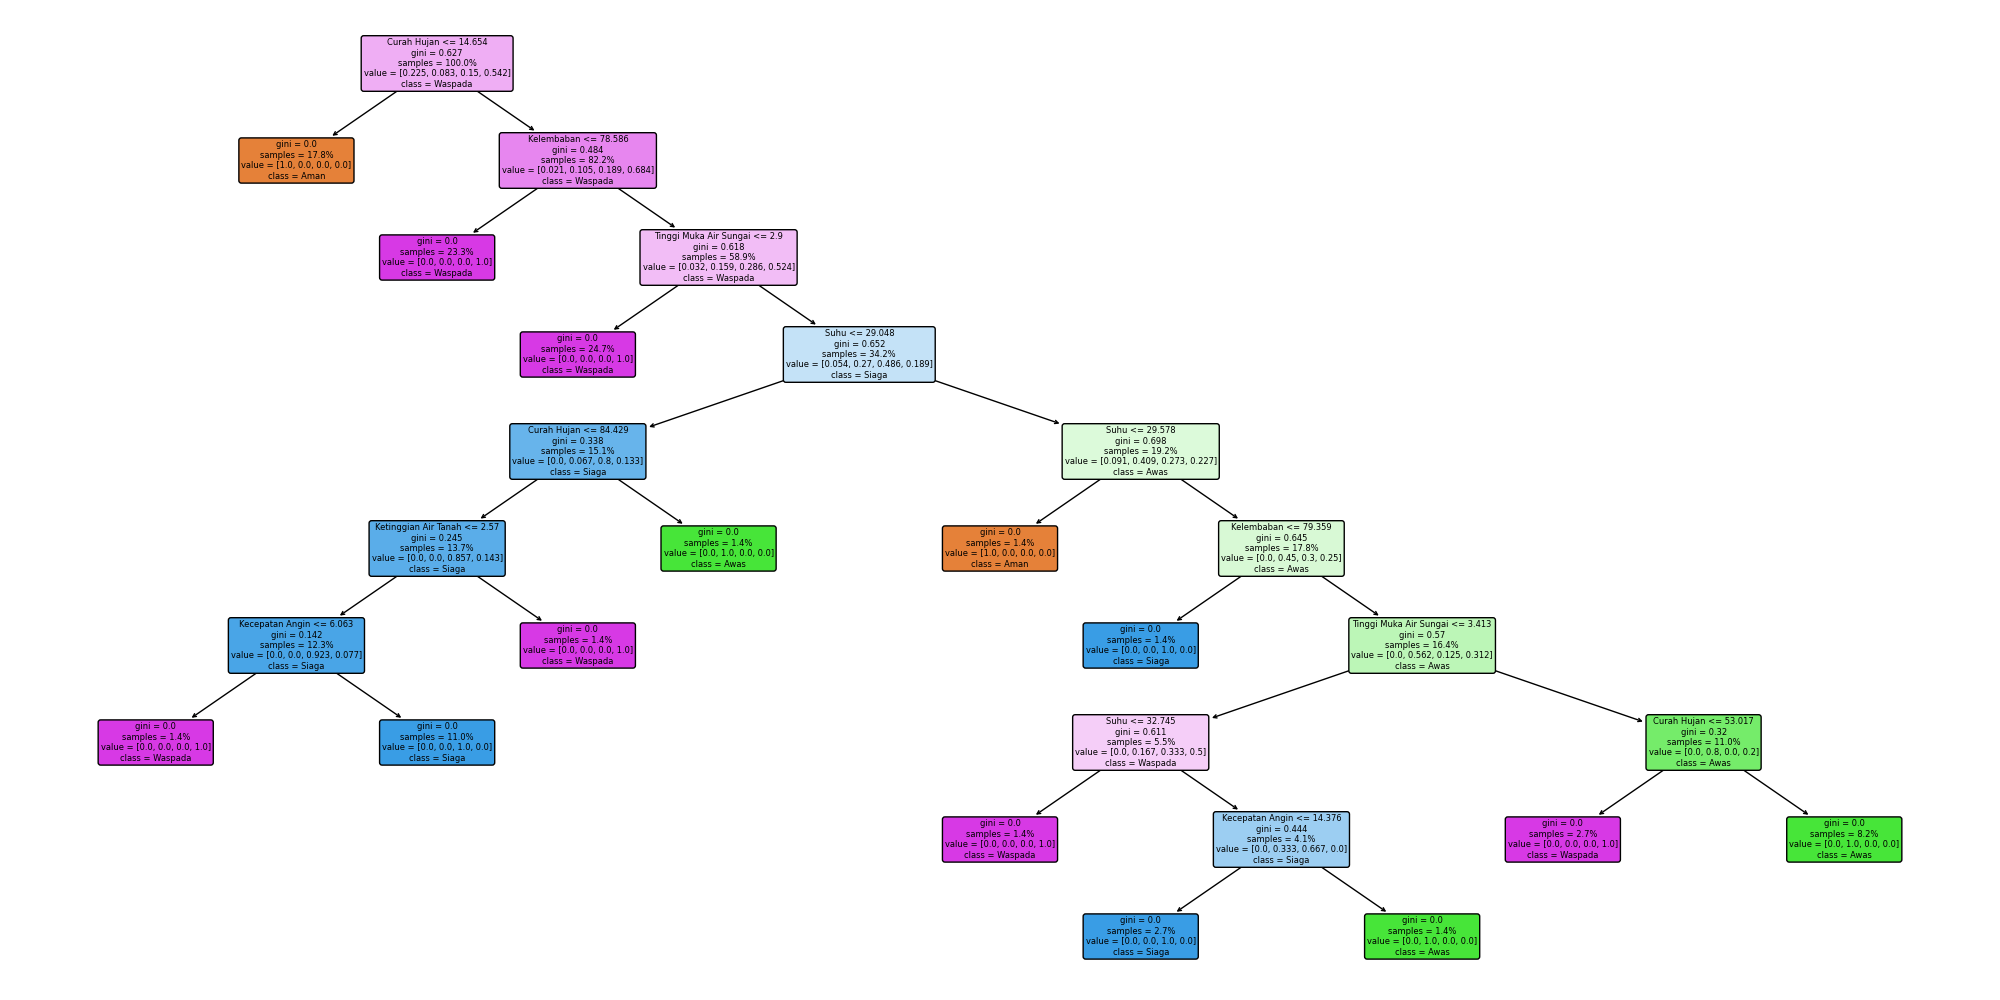 Curah Hujan <= 14.654
gini = 0.627
samples = 100.0%
value = [0.225, 0.083, 0.15, 0.542]
class = Waspada
gini = 0.0
samples = 17.8%
value = [1.0, 0.0, 0.0, 0.0]
class = Aman
Kelembaban <= 78.586
gini = 0.484
samples = 82.2%
value = [0.021, 0.105, 0.189, 0.684]
class = Waspada
gini = 0.0
samples = 23.3%
value = [0.0, 0.0, 0.0, 1.0]
class = Waspada
Tinggi Muka Air Sungai <= 2.9
gini = 0.618
samples = 58.9%
value = [0.032, 0.159, 0.286, 0.524]
class = Waspada
gini = 0.0
samples = 24.7%
value = [0.0, 0.0, 0.0, 1.0]
class = Waspada
Suhu <= 29.048
gini = 0.652
samples = 34.2%
value = [0.054, 0.27, 0.486, 0.189]
class = Siaga
Curah Hujan <= 84.429
gini = 0.338
samples = 15.1%
value = [0.0, 0.067, 0.8, 0.133]
class = Siaga
Suhu <= 29.578
gini = 0.698
samples = 19.2%
value = [0.091, 0.409, 0.273, 0.227]
class = Awas
Ketinggian Air Tanah <= 2.57
gini = 0.245
samples = 13.7%
value = [0.0, 0.0, 0.857, 0.143]
class = Siaga
gini = 0.0
samples = 1.4%
value = [0.0, 1.0, 0.0, 0.0]
class = Awas
gini = 0.0
samples = 1.4%
value = [1.0, 0.0, 0.0, 0.0]
class = Aman
Kelembaban <= 79.359
gini = 0.645
samples = 17.8%
value = [0.0, 0.45, 0.3, 0.25]
class = Awas
Kecepatan Angin <= 6.063
gini = 0.142
samples = 12.3%
value = [0.0, 0.0, 0.923, 0.077]
class = Siaga
gini = 0.0
samples = 1.4%
value = [0.0, 0.0, 0.0, 1.0]
class = Waspada
gini = 0.0
samples = 1.4%
value = [0.0, 0.0, 1.0, 0.0]
class = Siaga
Tinggi Muka Air Sungai <= 3.413
gini = 0.57
samples = 16.4%
value = [0.0, 0.562, 0.125, 0.312]
class = Awas
gini = 0.0
samples = 1.4%
value = [0.0, 0.0, 0.0, 1.0]
class = Waspada
gini = 0.0
samples = 11.0%
value = [0.0, 0.0, 1.0, 0.0]
class = Siaga
Suhu <= 32.745
gini = 0.611
samples = 5.5%
value = [0.0, 0.167, 0.333, 0.5]
class = Waspada
Curah Hujan <= 53.017
gini = 0.32
samples = 11.0%
value = [0.0, 0.8, 0.0, 0.2]
class = Awas
gini = 0.0
samples = 1.4%
value = [0.0, 0.0, 0.0, 1.0]
class = Waspada
Kecepatan Angin <= 14.376
gini = 0.444
samples = 4.1%
value = [0.0, 0.333, 0.667, 0.0]
class = Siaga
gini = 0.0
samples = 2.7%
value = [0.0, 0.0, 0.0, 1.0]
class = Waspada
gini = 0.0
samples = 8.2%
value = [0.0, 1.0, 0.0, 0.0]
class = Awas
gini = 0.0
samples = 2.7%
value = [0.0, 0.0, 1.0, 0.0]
class = Siaga
gini = 0.0
samples = 1.4%
value = [0.0, 1.0, 0.0, 0.0]
class = Awas